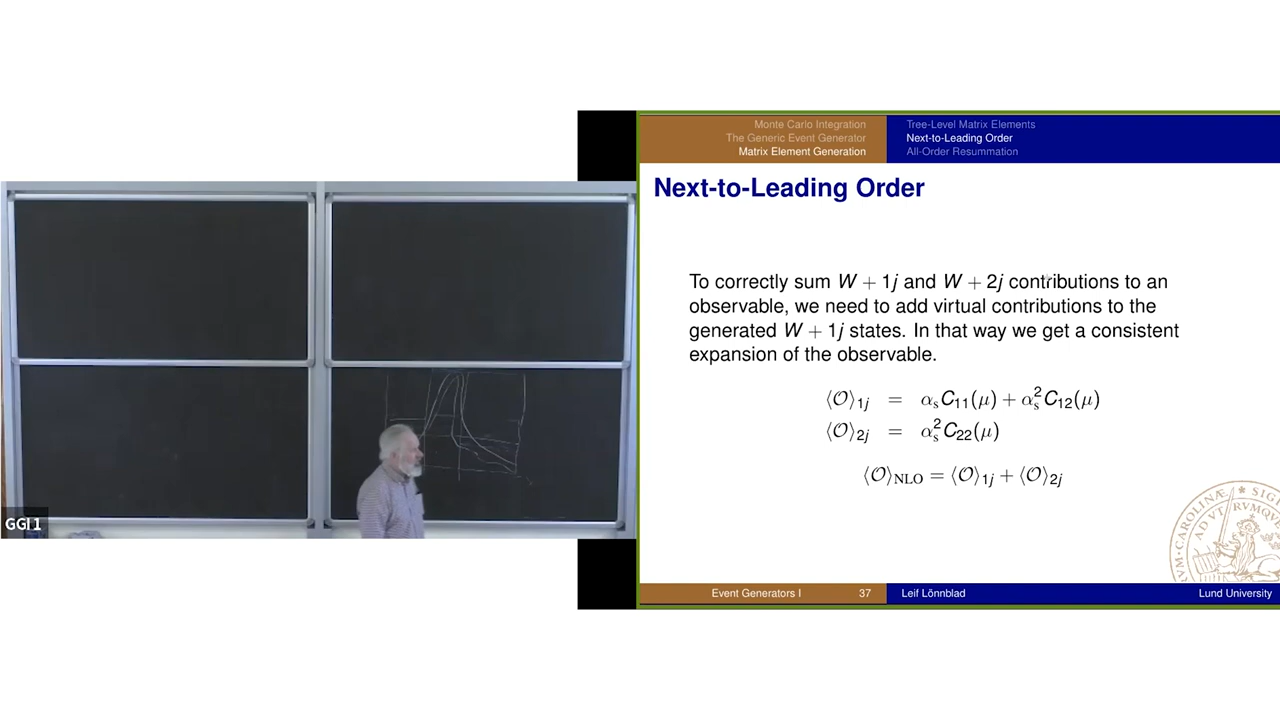 Monte Carlo Integration
The Generic Event Generator
Matrix Element Generation
Tree-Level Matrix Elements
Next-to-Leading Order
All-Order Resummation
Next-to-Leading Order
To correctly sum W + 1j and W + 2j contributions to an
observable, we need to add virtual contributions to the
generated W + 1j states. In that way we get a consistent
expansion of the observable.
⟨𝒪⟩₁ⱼ = αₛC₁₁(μ) + αₛ²C₁₂(μ)
⟨𝒪⟩₂ⱼ = αₛ²C₂₂(μ)
⟨𝒪⟩NLO = ⟨𝒪⟩₁ⱼ + ⟨𝒪⟩₂ⱼ
GGI 1
Event Generators I 37 Leif Lönnblad Lund University